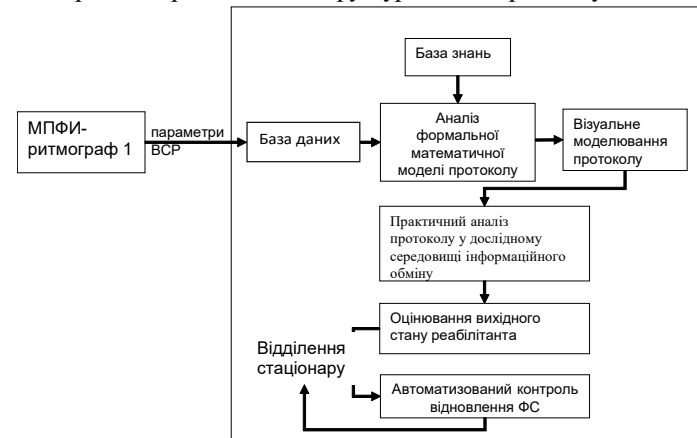 База знань
МПФИ-
ритмограф 1
параметри
ВСР
База даних
Аналіз
формальної
математичної
моделі протоколу
Візуальне
моделювання
протоколу
Практичний аналіз
протоколу у дослідному
середовищі інформаційного
обміну
Оцінювання вихідного
стану реабілітанта
Відділення
стаціонару
Автоматизований контроль
відновлення ФС